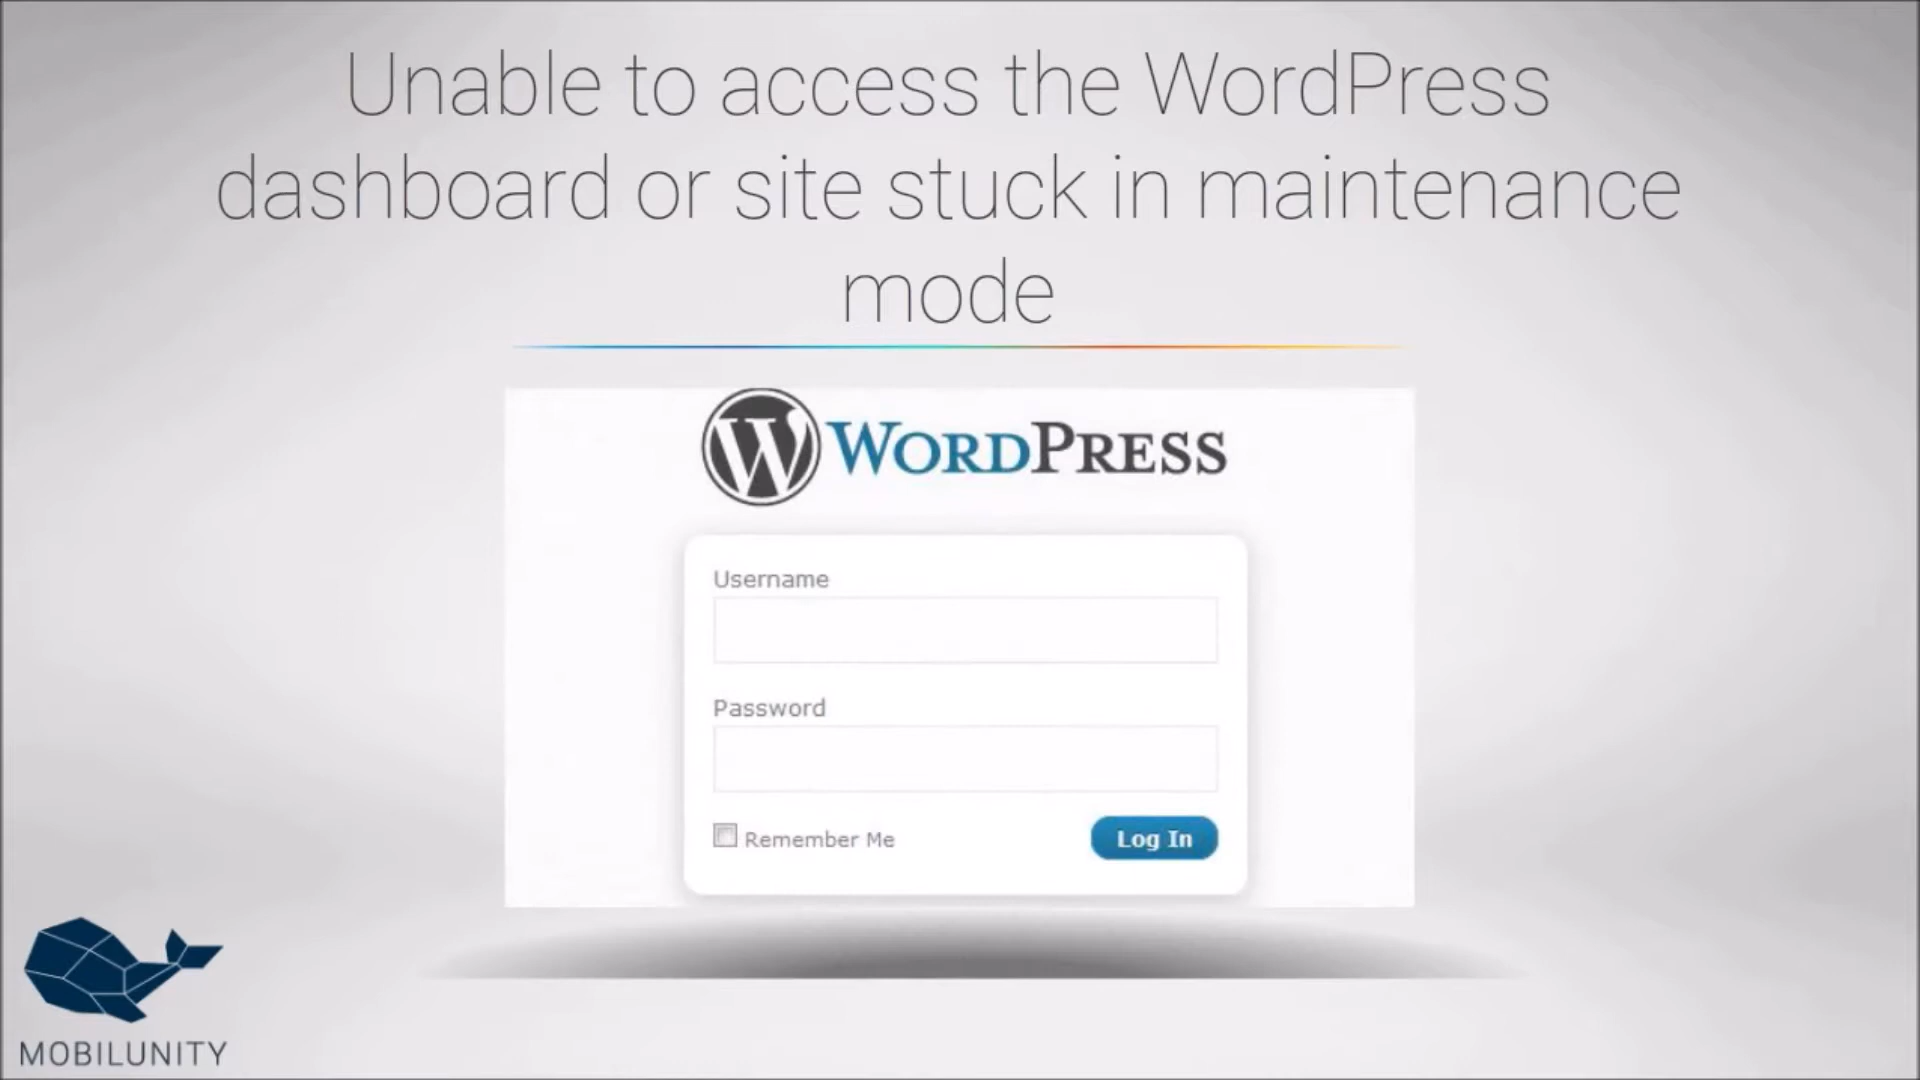 Unable to access the WordPress
dashboard or site stuck in maintenance
mode
WORDPRESS
Username
Password
Remember Me
Log In
MOBILUNITY